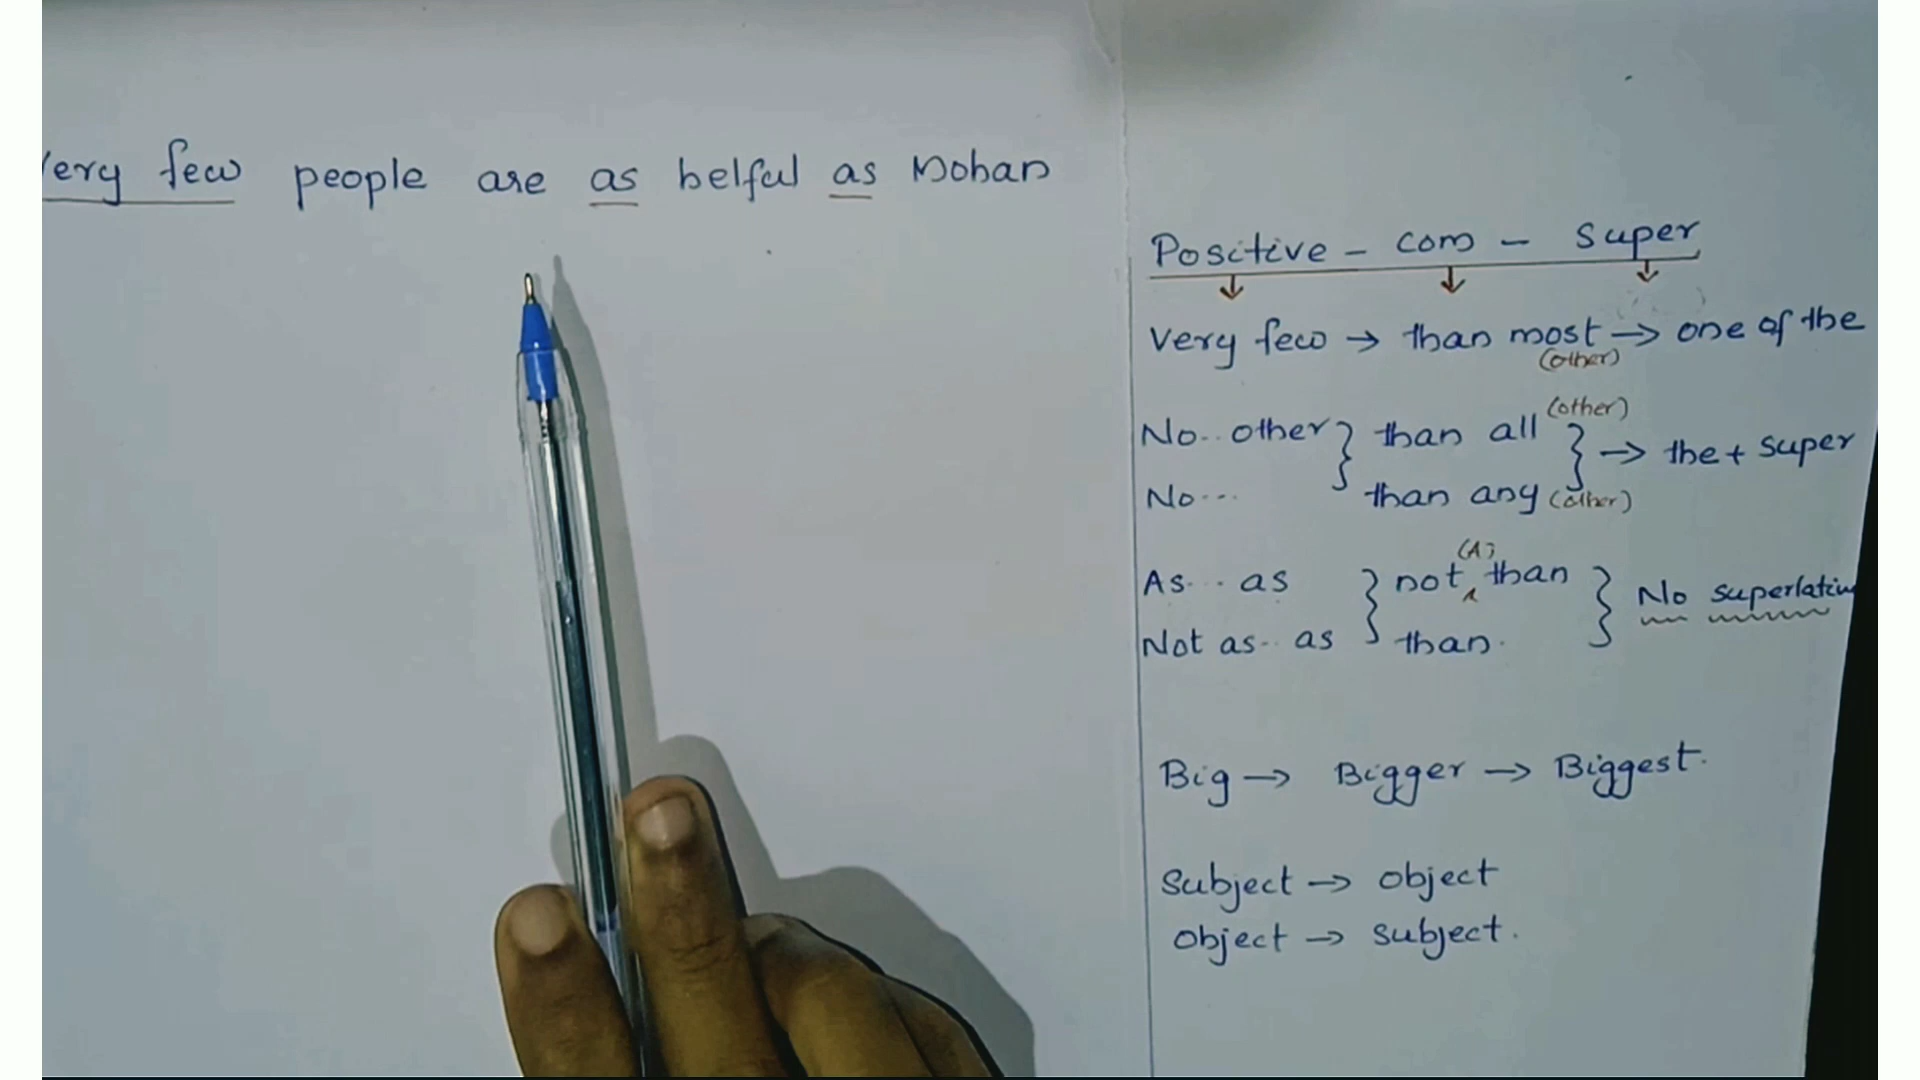 Very few people are as helful as Mohan
Positive - com - super
Very few → than most → one of the
(other)
(other)
No.. other } than all } → the + super
No... than any (other)
(A)
As... as } not than } No superlative
Not as.. as than.
Big → Bigger → Biggest.
Subject → object
object → subject.